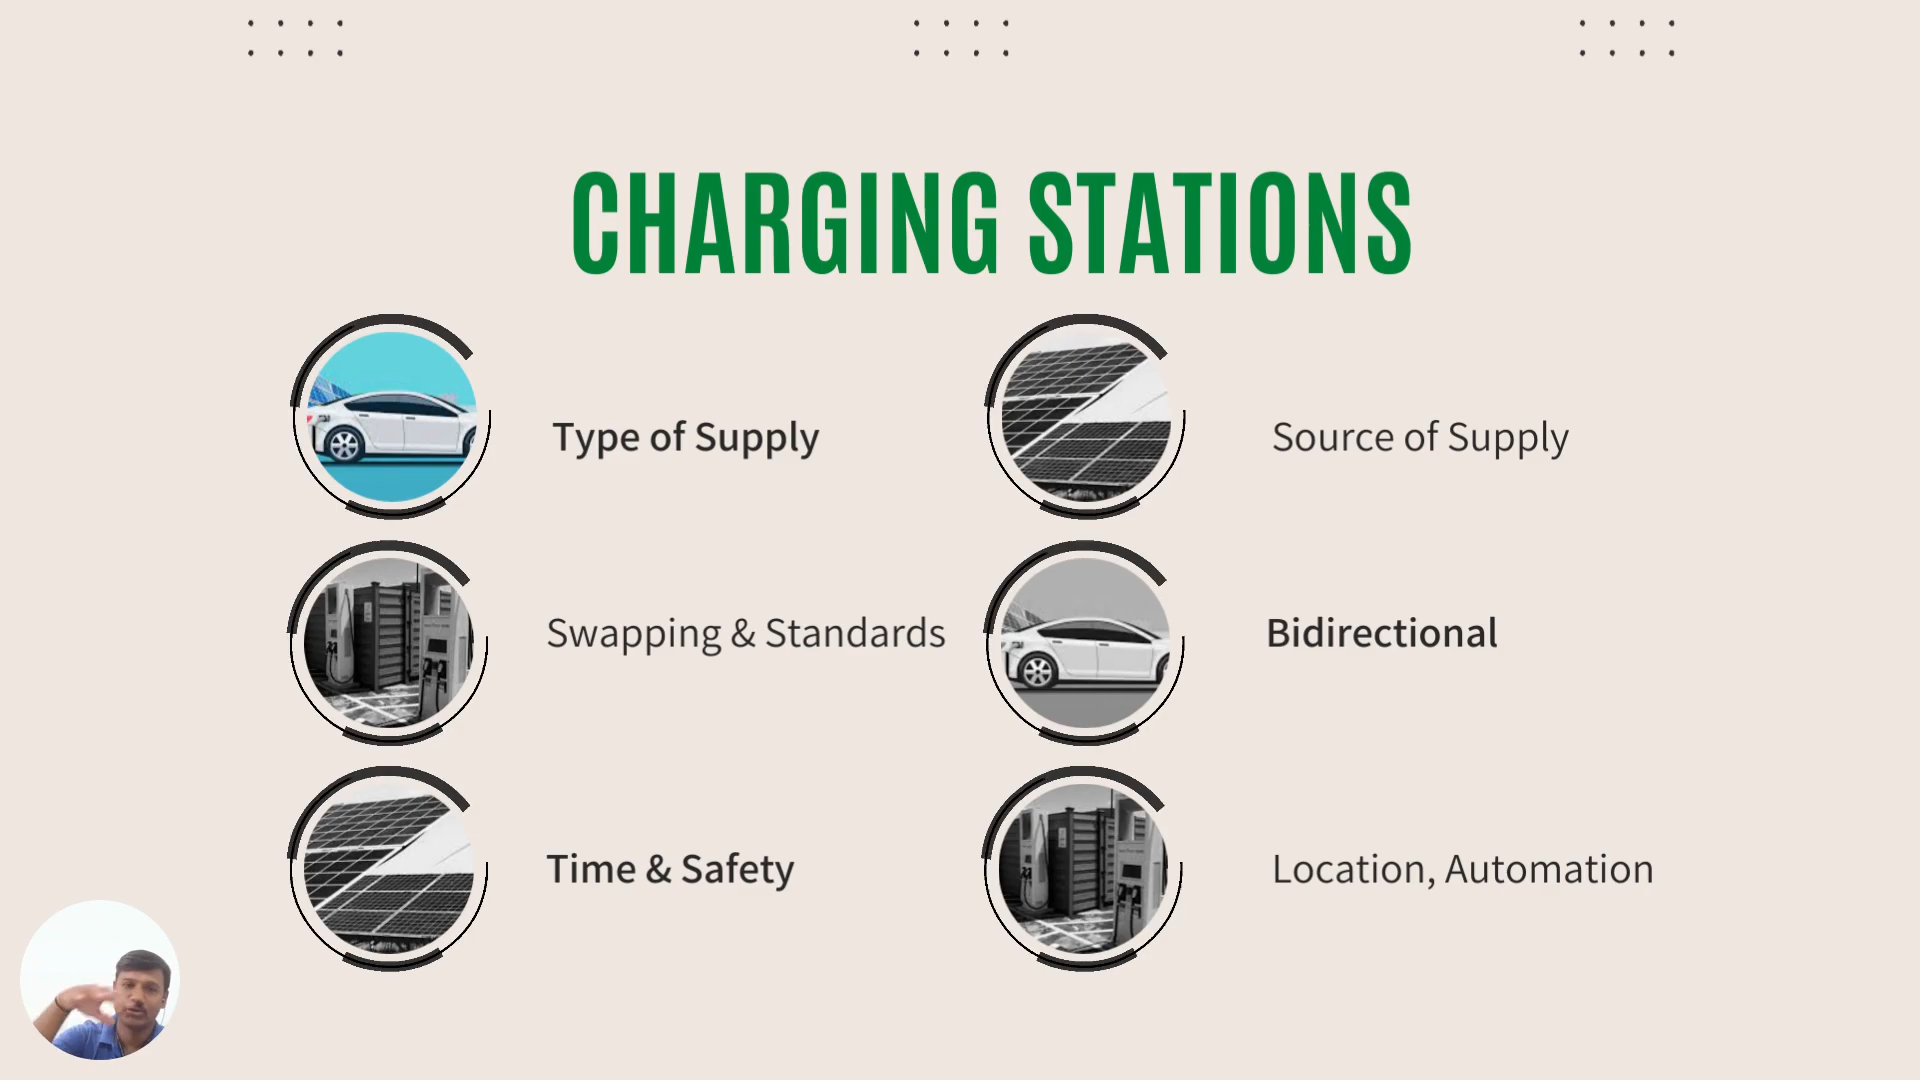 CHARGING STATIONS
Type of Supply
Source of Supply
Swapping & Standards
Bidirectional
Time & Safety
Location, Automation